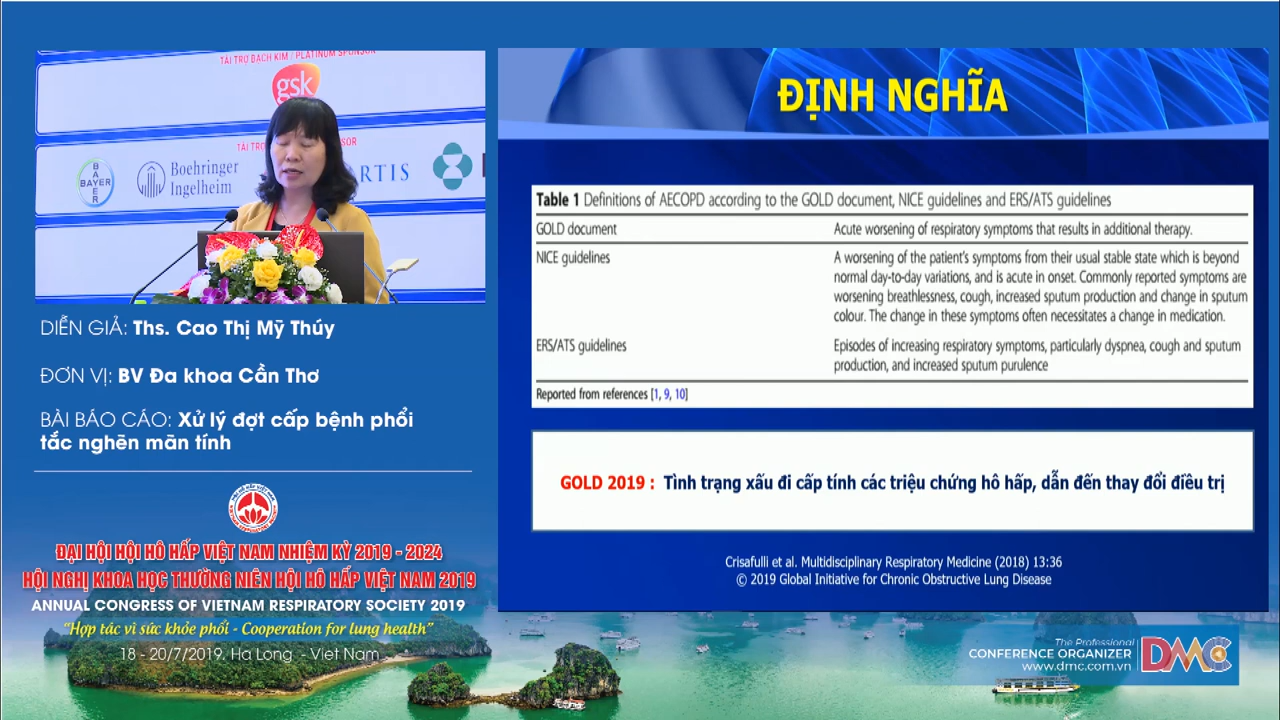 TÀI TRỢ BẠCH KIM / PLATINUM SPONSOR
gsk
BAYER
BAYER
Boehringer
Ingelheim
DIỄN GIẢ: Ths. Cao Thị Mỹ Thúy
ĐƠN VỊ: BV Đa khoa Cần Thơ
BÀI BÁO CÁO: Xử lý đợt cấp bệnh phổi
tắc nghẽn mãn tính
ĐẠI HỘI HỘI HÔ HẤP VIỆT NAM NHIỆM KỲ 2019 - 2024
HỘI NGHỊ KHOA HỌC THƯỜNG NIÊN HỘI HÔ HẤP VIỆT NAM 2019
ANNUAL CONGRESS OF VIETNAM RESPIRATORY SOCIETY 2019
“Hợp tác vì sức khỏe phổi - Cooperation for lung health”
18 - 20/7/2019. Ha Long - Viet Nam
ĐỊNH NGHĨA
Table 1 Definitions of AECOPD according to the GOLD document, NICE guidelines and ERS/ATS guidelines
GOLD document Acute worsening of respiratory symptoms that results in additional therapy.
NICE guidelines A worsening of the patient's symptoms from their usual stable state which is beyond
normal day-to-day variations, and is acute in onset. Commonly reported symptoms are
worsening breathlessness, cough, increased sputum production and change in sputum
colour. The change in these symptoms often necessitates a change in medication.
ERS/ATS guidelines Episodes of increasing respiratory symptoms, particularly dyspnea, cough and sputum
production, and increased sputum purulence
Reported from references [1, 9, 10]
GOLD 2019 : Tình trạng xấu đi cấp tính các triệu chứng hô hấp, dẫn đến thay đổi điều trị
Crisafulli et al. Multidisciplinary Respiratory Medicine (2018) 13:36
© 2019 Global Initiative for Chronic Obstructive Lung Disease
The Professional
CONFERENCE ORGANIZER
www.dmc.com.vn
DMC